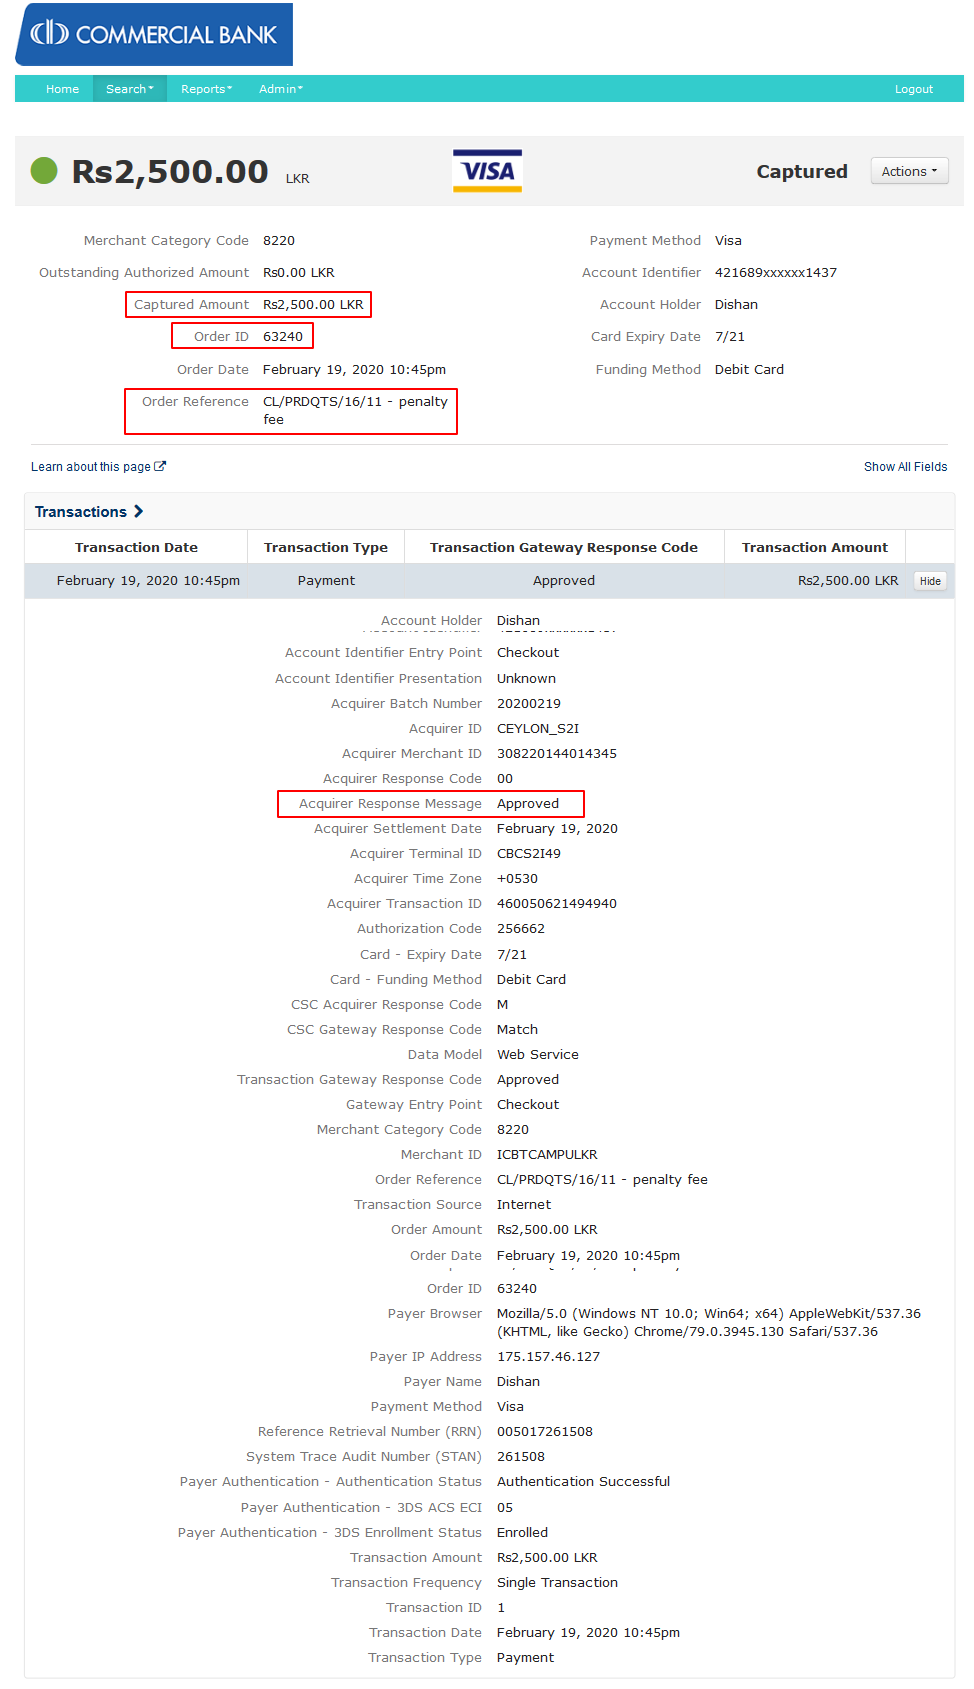 COMMERCIAL BANK
Home Search Reports Admin Logout
Rs2,500.00 LKR VISA Captured Actions
Merchant Category Code 8220 Payment Method Visa
Outstanding Authorized Amount Rs0.00 LKR Account Identifier 421689xxxxxx1437
Captured Amount Rs2,500.00 LKR Account Holder Dishan
Order ID 63240 Card Expiry Date 7/21
Order Date February 19, 2020 10:45pm Funding Method Debit Card
Order Reference CL/PRDQTS/16/11 - penalty
fee
Learn about this page Show All Fields
Transactions
Transaction Date Transaction Type Transaction Gateway Response Code Transaction Amount
February 19, 2020 10:45pm Payment Approved Rs2,500.00 LKR Hide
Account Holder Dishan
Account Identifier Entry Point Checkout
Account Identifier Presentation Unknown
Acquirer Batch Number 20200219
Acquirer ID CEYLON_S2I
Acquirer Merchant ID 308220144014345
Acquirer Response Code 00
Acquirer Response Message Approved
Acquirer Settlement Date February 19, 2020
Acquirer Terminal ID CBCS2I49
Acquirer Time Zone +0530
Acquirer Transaction ID 460050621494940
Authorization Code 256662
Card - Expiry Date 7/21
Card - Funding Method Debit Card
CSC Acquirer Response Code M
CSC Gateway Response Code Match
Data Model Web Service
Transaction Gateway Response Code Approved
Gateway Entry Point Checkout
Merchant Category Code 8220
Merchant ID ICBTCAMPULKR
Order Reference CL/PRDQTS/16/11 - penalty fee
Transaction Source Internet
Order Amount Rs2,500.00 LKR
Order Date February 19, 2020 10:45pm
Order ID 63240
Payer Browser Mozilla/5.0 (Windows NT 10.0; Win64; x64) AppleWebKit/537.36
(KHTML, like Gecko) Chrome/79.0.3945.130 Safari/537.36
Payer IP Address 175.157.46.127
Payer Name Dishan
Payment Method Visa
Reference Retrieval Number (RRN) 005017261508
System Trace Audit Number (STAN) 261508
Payer Authentication - Authentication Status Authentication Successful
Payer Authentication - 3DS ACS ECI 05
Payer Authentication - 3DS Enrollment Status Enrolled
Transaction Amount Rs2,500.00 LKR
Transaction Frequency Single Transaction
Transaction ID 1
Transaction Date February 19, 2020 10:45pm
Transaction Type Payment